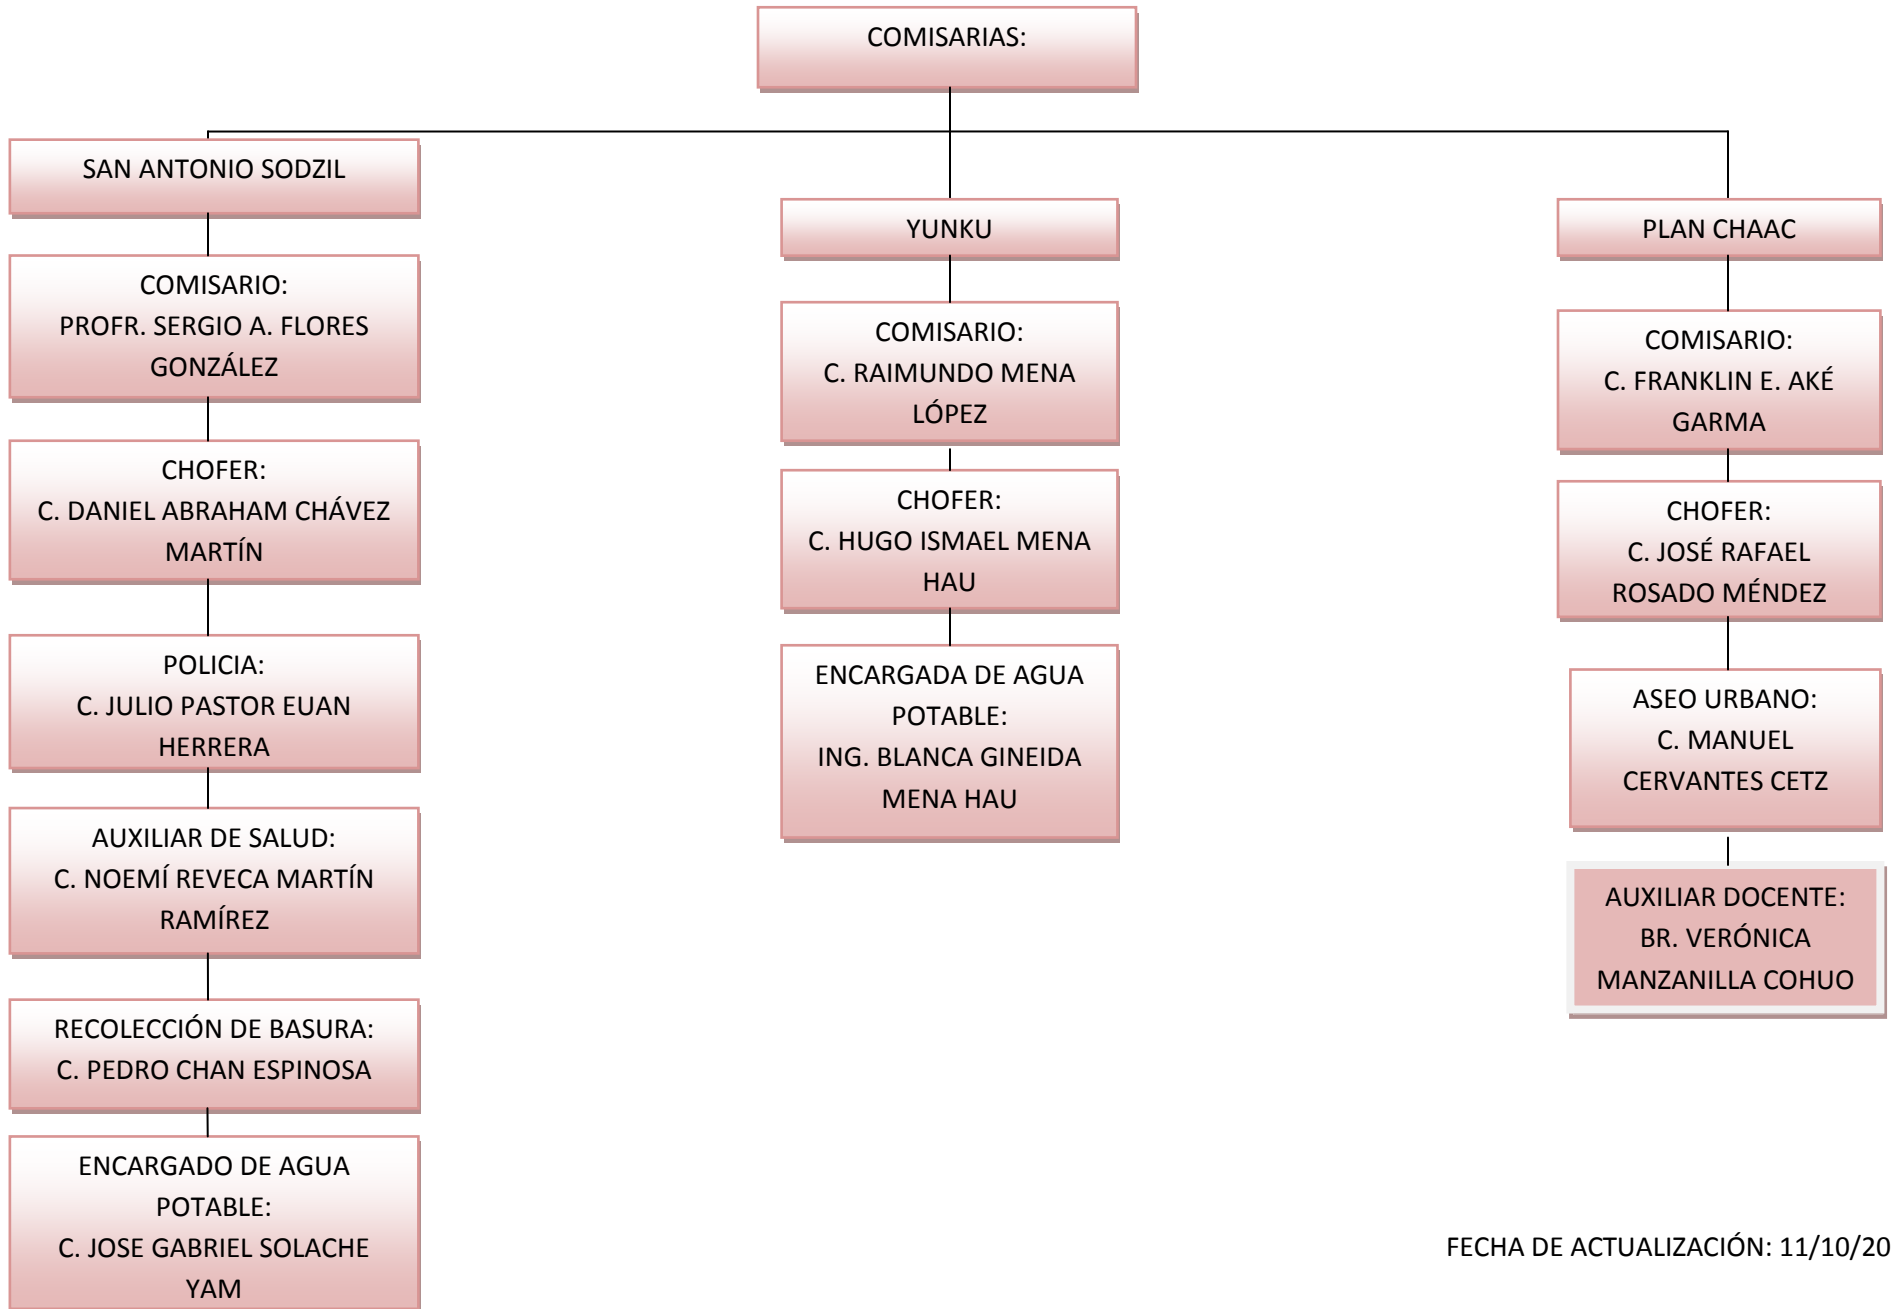 COMISARIAS:
SAN ANTONIO SODZIL
COMISARIO:
PROFR. SERGIO A. FLORES
GONZÁLEZ
CHOFER:
C. DANIEL ABRAHAM CHÁVEZ
MARTÍN
POLICIA:
C. JULIO PASTOR EUAN
HERRERA
AUXILIAR DE SALUD:
C. NOEMÍ REVECA MARTÍN
RAMÍREZ
RECOLECCIÓN DE BASURA:
C. PEDRO CHAN ESPINOSA
ENCARGADO DE AGUA
POTABLE:
C. JOSE GABRIEL SOLACHE
YAM
YUNKU
COMISARIO:
C. RAIMUNDO MENA
LÓPEZ
CHOFER:
C. HUGO ISMAEL MENA
HAU
ENCARGADA DE AGUA
POTABLE:
ING. BLANCA GINEIDA
MENA HAU
PLAN CHAAC
COMISARIO:
C. FRANKLIN E. AKÉ
GARMA
CHOFER:
C. JOSÉ RAFAEL
ROSADO MÉNDEZ
ASEO URBANO:
C. MANUEL
CERVANTES CETZ
AUXILIAR DOCENTE:
BR. VERÓNICA
MANZANILLA COHUO
FECHA DE ACTUALIZACIÓN: 11/10/20